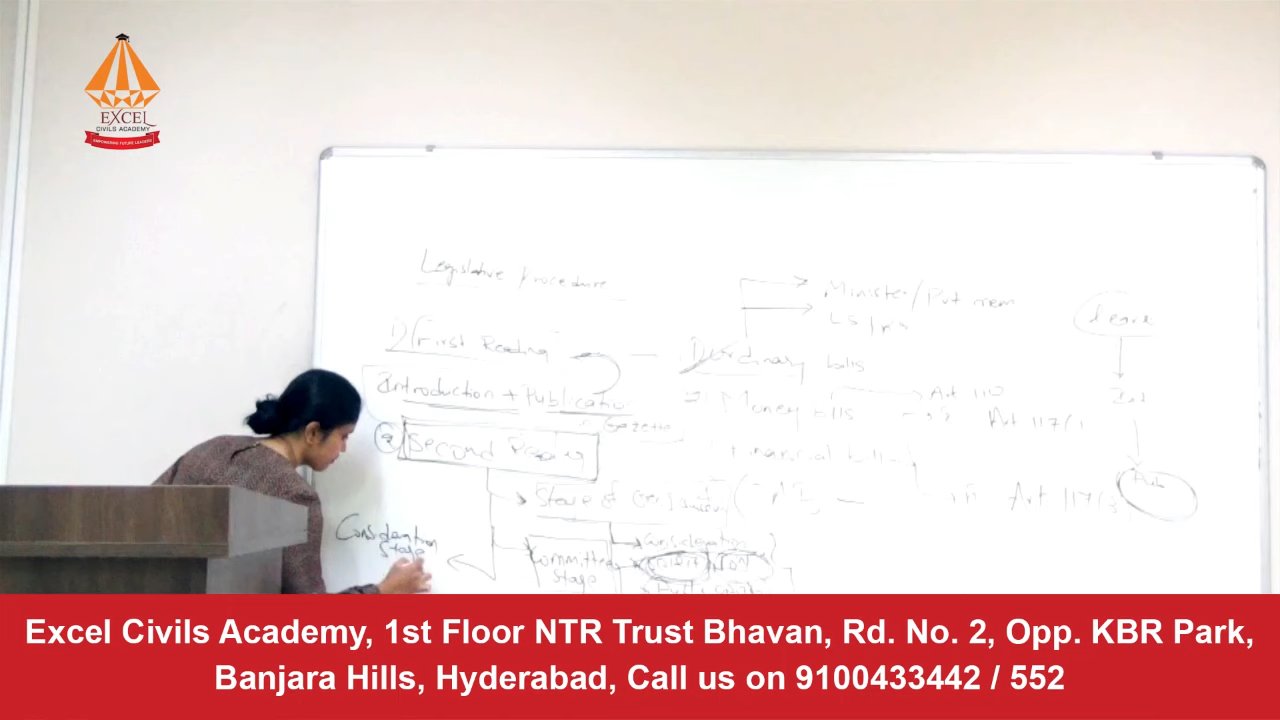 EXCEL
CIVILS ACADEMY
EMPOWERING FUTURE LEADERS
Legislative Procedure
1) First Reading
Introduction + Publication
Gazette
2 Second Reading
Stage of
Committee
stage
Consideration
Stage
Consideration
Minister/Pvt mem
LS/RS
Ordinary bills
Money bills
Art 110
Art 117/1
Financial bill
Art 117/3
leave
Excel Civils Academy, 1st Floor NTR Trust Bhavan, Rd. No. 2, Opp. KBR Park,
Banjara Hills, Hyderabad, Call us on 9100433442 / 552